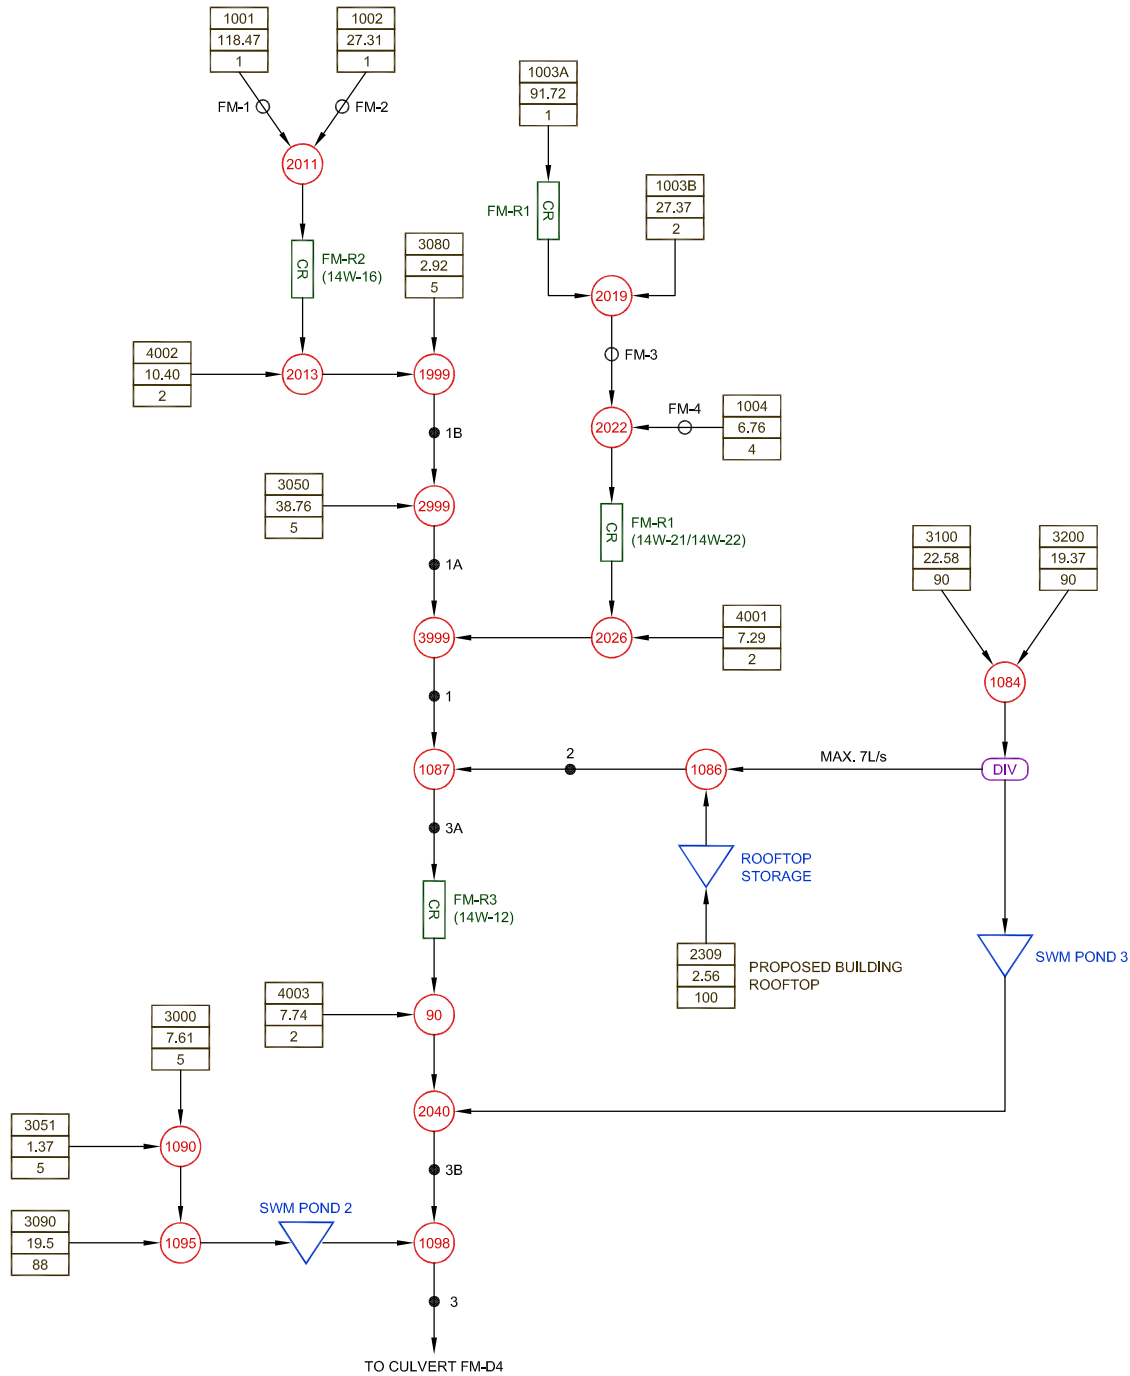 1001
118.47
1
1002
27.31
1
FM-1
FM-2
2011
1003A
91.72
1
FM-R1
CR
1003B
27.37
2
CR
FM-R2
(14W-16)
3080
2.92
5
2019
FM-3
4002
10.40
2
2013
1999
1B
2022
FM-4
1004
6.76
4
3050
38.76
5
2999
1A
CR
FM-R1
(14W-21/14W-22)
3100
22.58
90
3200
19.37
90
3999
2026
4001
7.29
2
1084
1
1087
2
1086
MAX. 7L/s
DIV
3A
ROOFTOP
STORAGE
CR
FM-R3
(14W-12)
2309
2.56
100
PROPOSED BUILDING
ROOFTOP
SWM POND 3
4003
7.74
2
90
3000
7.61
5
2040
3051
1.37
5
1090
3B
3090
19.5
88
1095
SWM POND 2
1098
3
TO CULVERT FM-D4